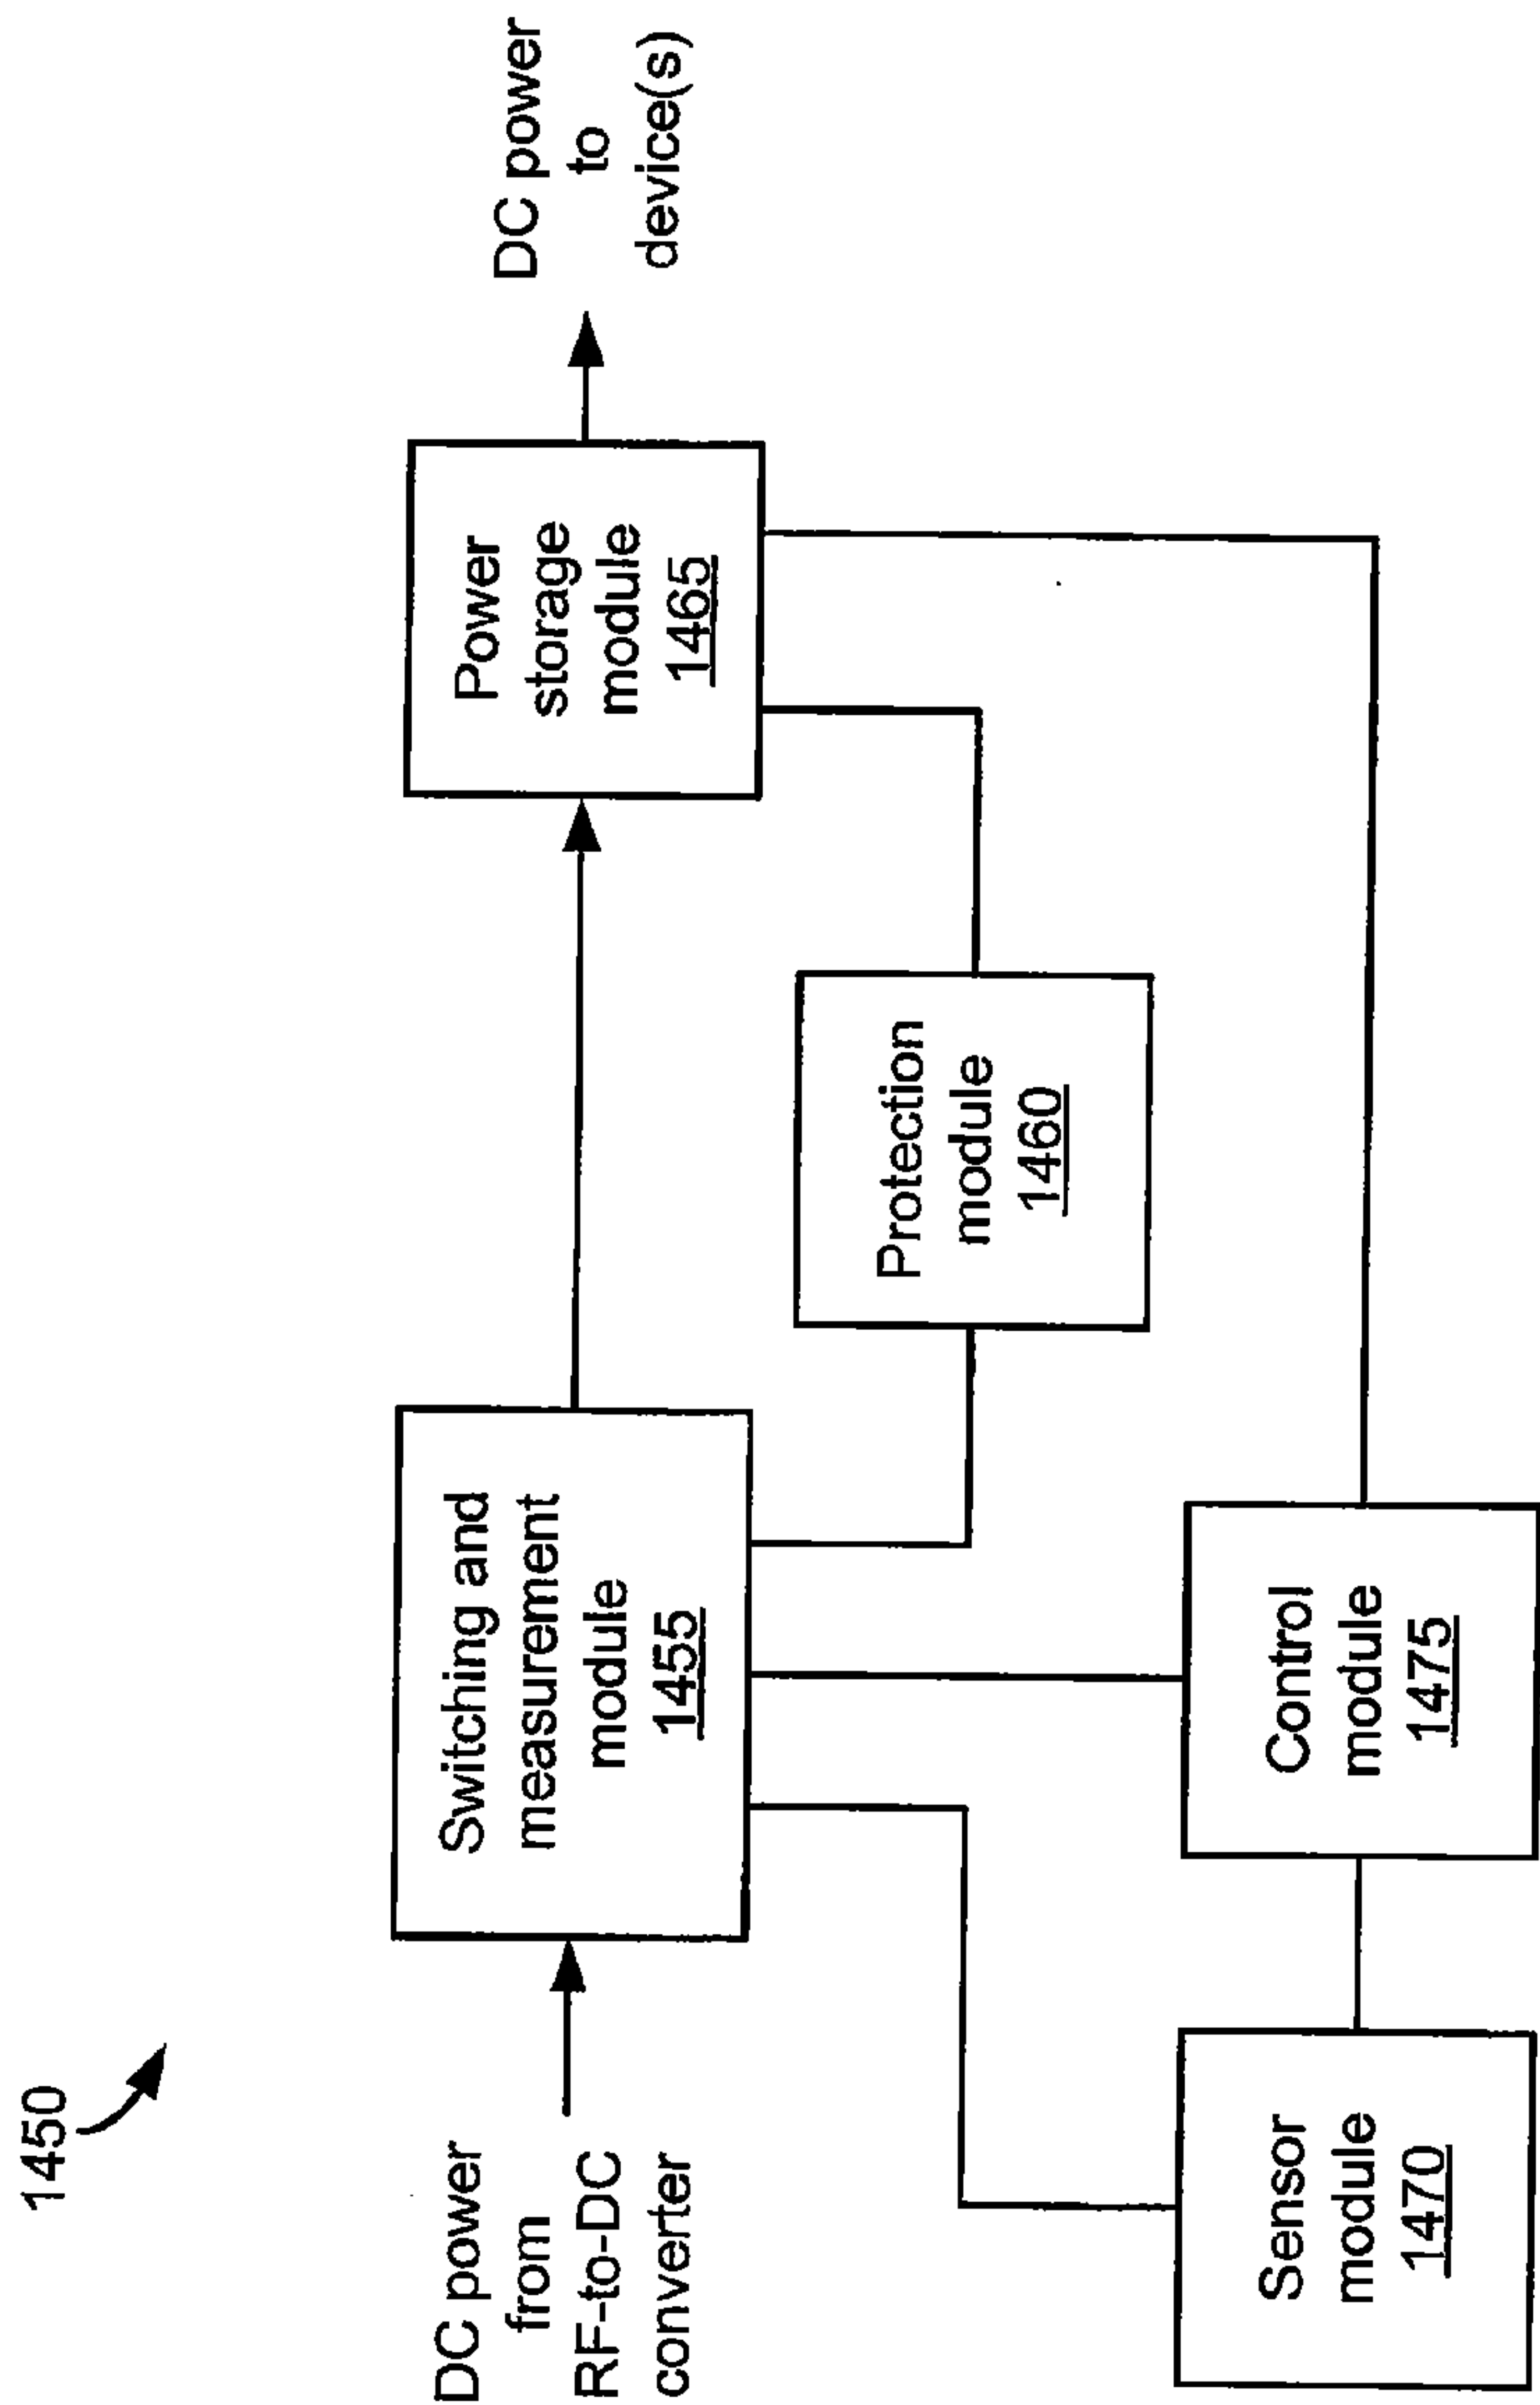 1450
DC power
from
RF-to-DC
converter
Switching and
measurement
module
1455
Power
storage
module
1465
DC power
to
device(s)
Protection
module
1460
Sensor
module
1470
Control
module
1475